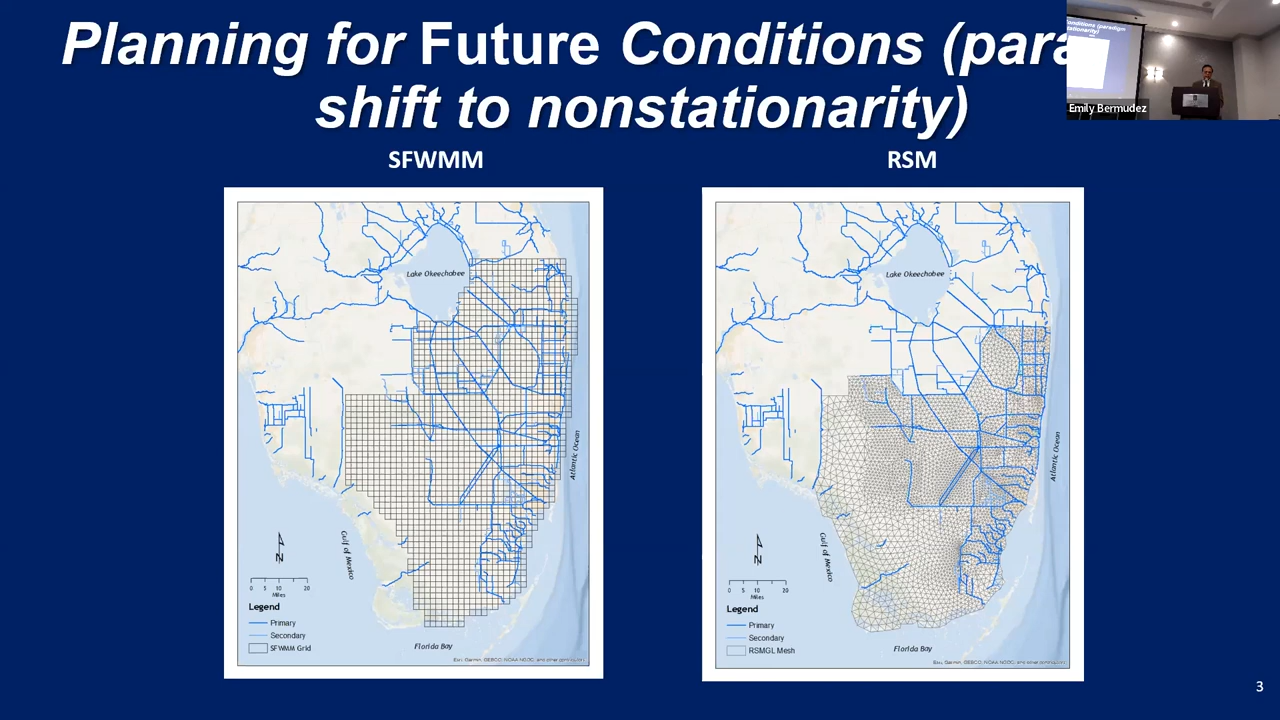 Planning for Future Conditions (para
shift to nonstationarity)
Emily Bermudez
SFWMM
RSM
Lake Okeechobee
Atlantic Ocean
Gulf of Mexico
N
0 5 10 20
Miles
Legend
Primary
Secondary
SFWMM Grid
Florida Bay
Lake Okeechobee
Atlantic Ocean
Gulf of Mexico
N
0 5 10 20
Miles
Legend
Primary
Secondary
RSMGL Mesh
Florida Bay
3